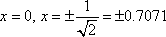 x = 0, x = ±1/√2 = ±0.7071